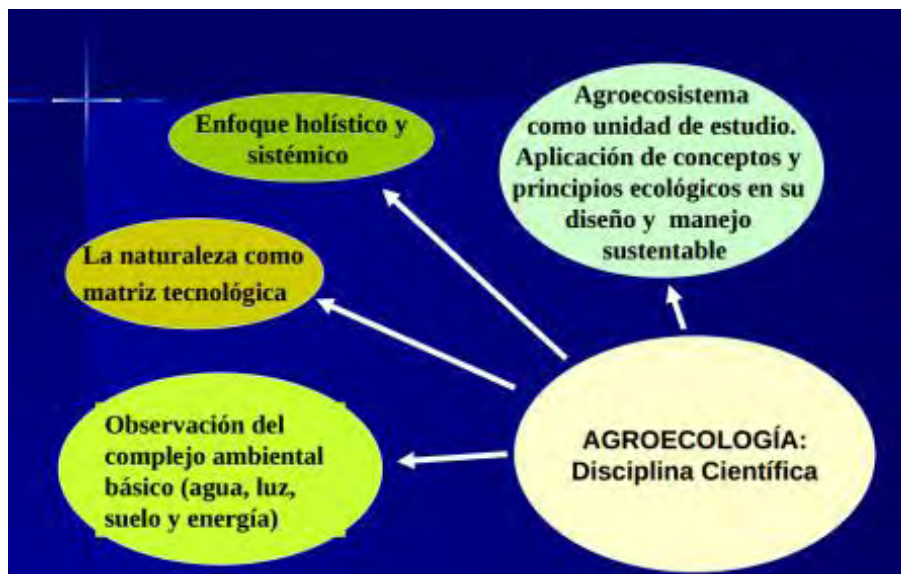 Enfoque holístico y
sistémico
Agroecosistema
como unidad de estudio.
Aplicación de conceptos y
principios ecológicos en su
diseño y manejo
sustentable
La naturaleza como
matriz tecnológica
Observación del
complejo ambiental
básico (agua, luz,
suelo y energía)
AGROECOLOGÍA:
Disciplina Científica